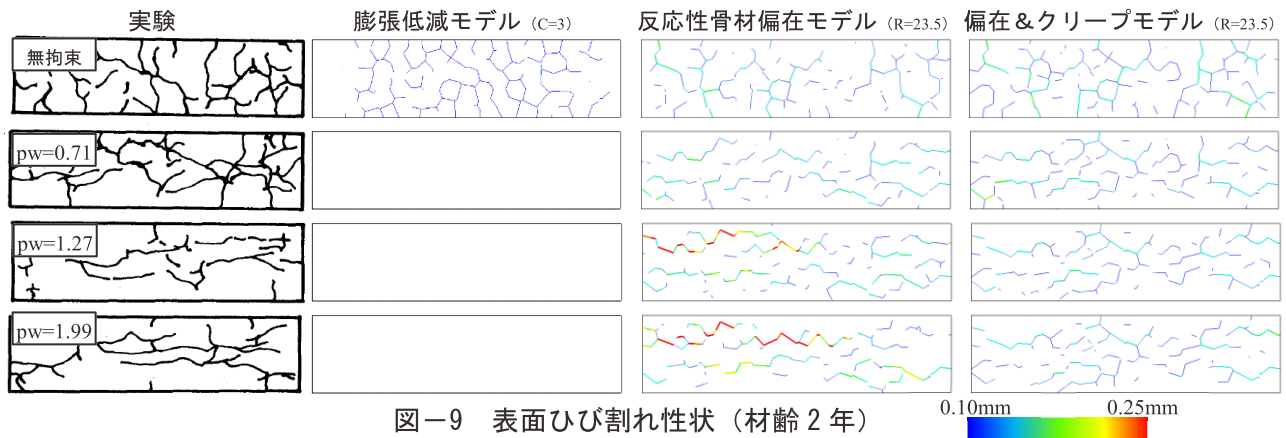 実験
膨張低減モデル（C=3）
反応性骨材偏在モデル（R=23.5）
偏在＆クリープモデル（R=23.5）
無拘束
pw=0.71
pw=1.27
pw=1.99
図－9　表面ひび割れ性状（材齢２年）
0.10mm
0.25mm